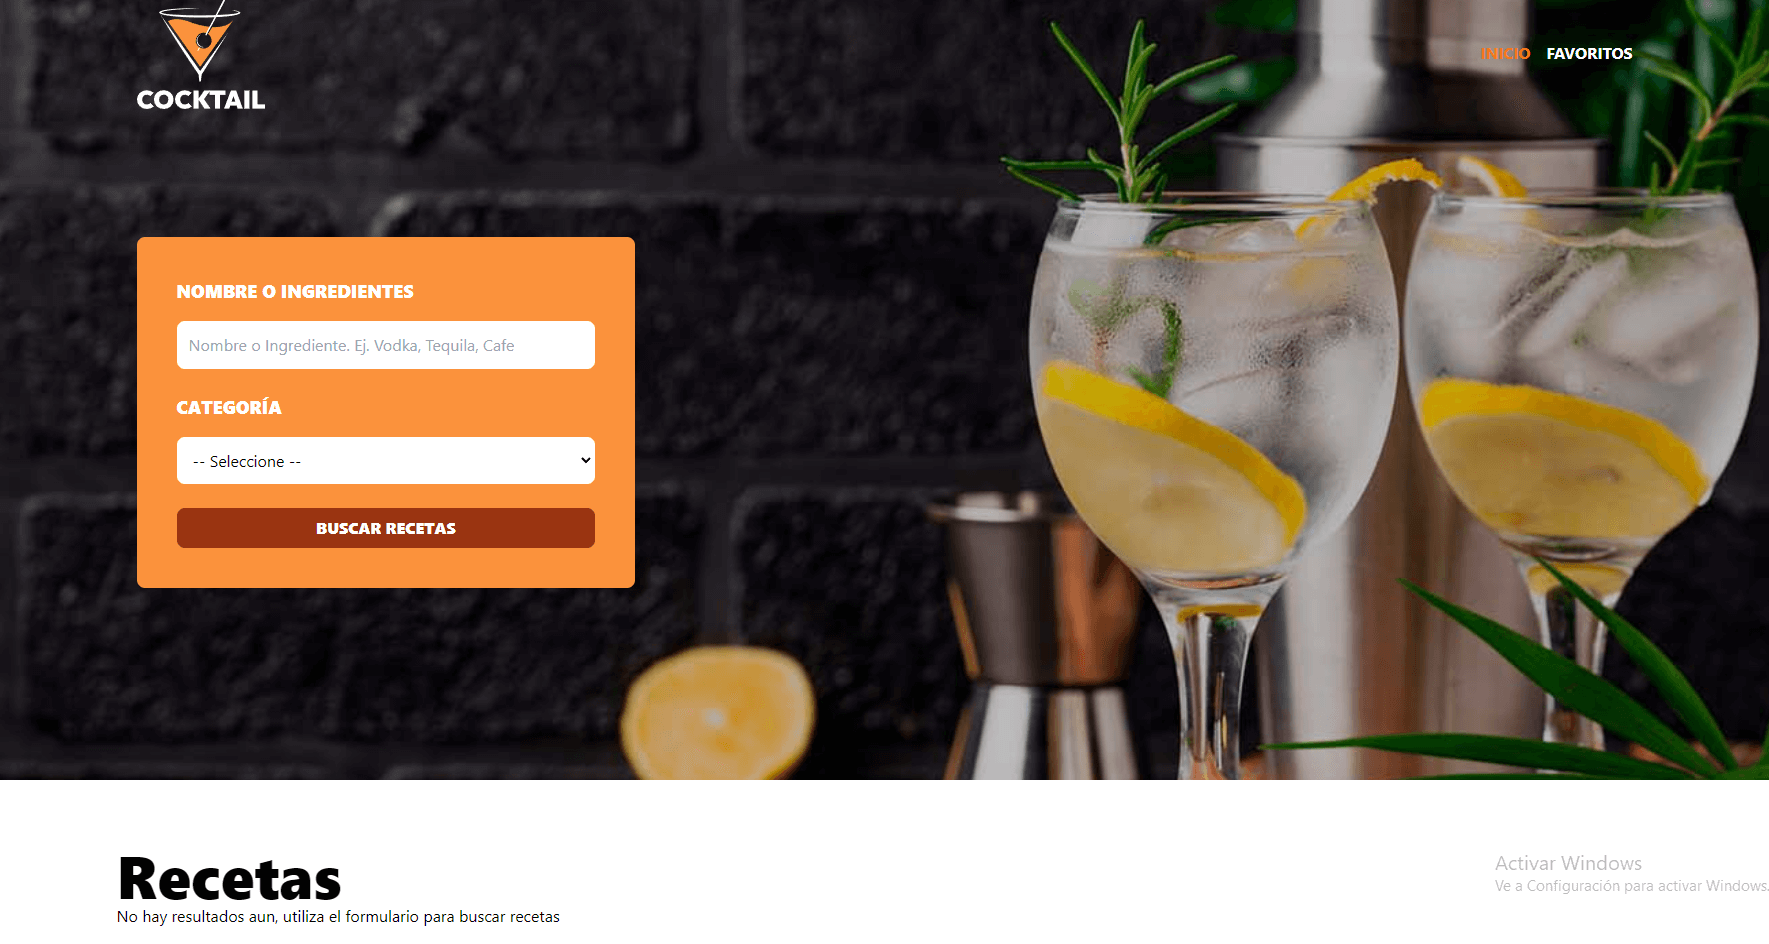 COCKTAIL
INICIO FAVORITOS
NOMBRE O INGREDIENTES
Nombre o Ingrediente. Ej. Vodka, Tequila, Cafe
CATEGORÍA
-- Seleccione --
BUSCAR RECETAS
Recetas
No hay resultados aun, utiliza el formulario para buscar recetas
Activar Windows
Ve a Configuración para activar Windows.